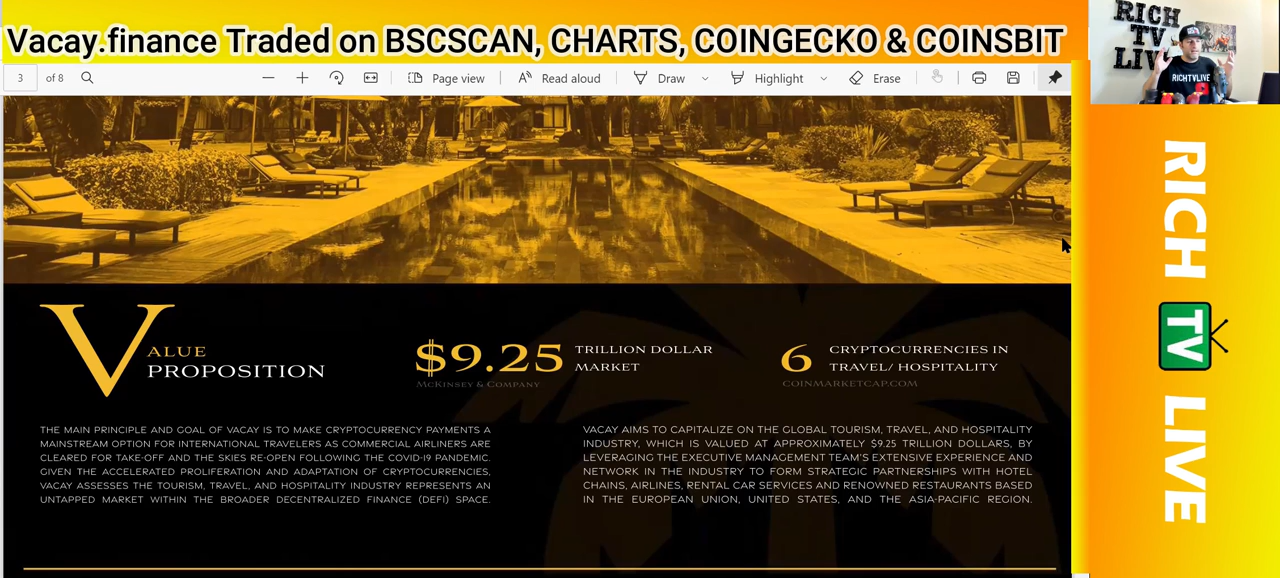 Vacay.finance Traded on BSCSCAN, CHARTS, COINGECKO & COINSBIT
RICH
TV
LIV
RICHTVLIVE
3 of 8
Page view
Read aloud
Draw
Highlight
Erase
VALUE
PROPOSITION
$9.25 TRILLION DOLLAR
MARKET
MCKINSEY & COMPANY
6 CRYPTOCURRENCIES IN
TRAVEL/ HOSPITALITY
COINMARKETCAP.COM
THE MAIN PRINCIPLE AND GOAL OF VACAY IS TO MAKE CRYPTOCURRENCY PAYMENTS A
MAINSTREAM OPTION FOR INTERNATIONAL TRAVELERS AS COMMERCIAL AIRLINERS ARE
CLEARED FOR TAKE-OFF AND THE SKIES RE-OPEN FOLLOWING THE COVID-19 PANDEMIC.
GIVEN THE ACCELERATED PROLIFERATION AND ADAPTATION OF CRYPTOCURRENCIES,
VACAY ASSESSES THE TOURISM, TRAVEL, AND HOSPITALITY INDUSTRY REPRESENTS AN
UNTAPPED MARKET WITHIN THE BROADER DECENTRALIZED FINANCE (DEFI) SPACE.
VACAY AIMS TO CAPITALIZE ON THE GLOBAL TOURISM, TRAVEL, AND HOSPITALITY
INDUSTRY, WHICH IS VALUED AT APPROXIMATELY $9.25 TRILLION DOLLARS, BY
LEVERAGING THE EXECUTIVE MANAGEMENT TEAM'S EXTENSIVE EXPERIENCE AND
NETWORK IN THE INDUSTRY TO FORM STRATEGIC PARTNERSHIPS WITH HOTEL
CHAINS, AIRLINES, RENTAL CAR SERVICES AND RENOWNED RESTAURANTS BASED
IN THE EUROPEAN UNION, UNITED STATES, AND THE ASIA-PACIFIC REGION.
RICH
TV
LIVE